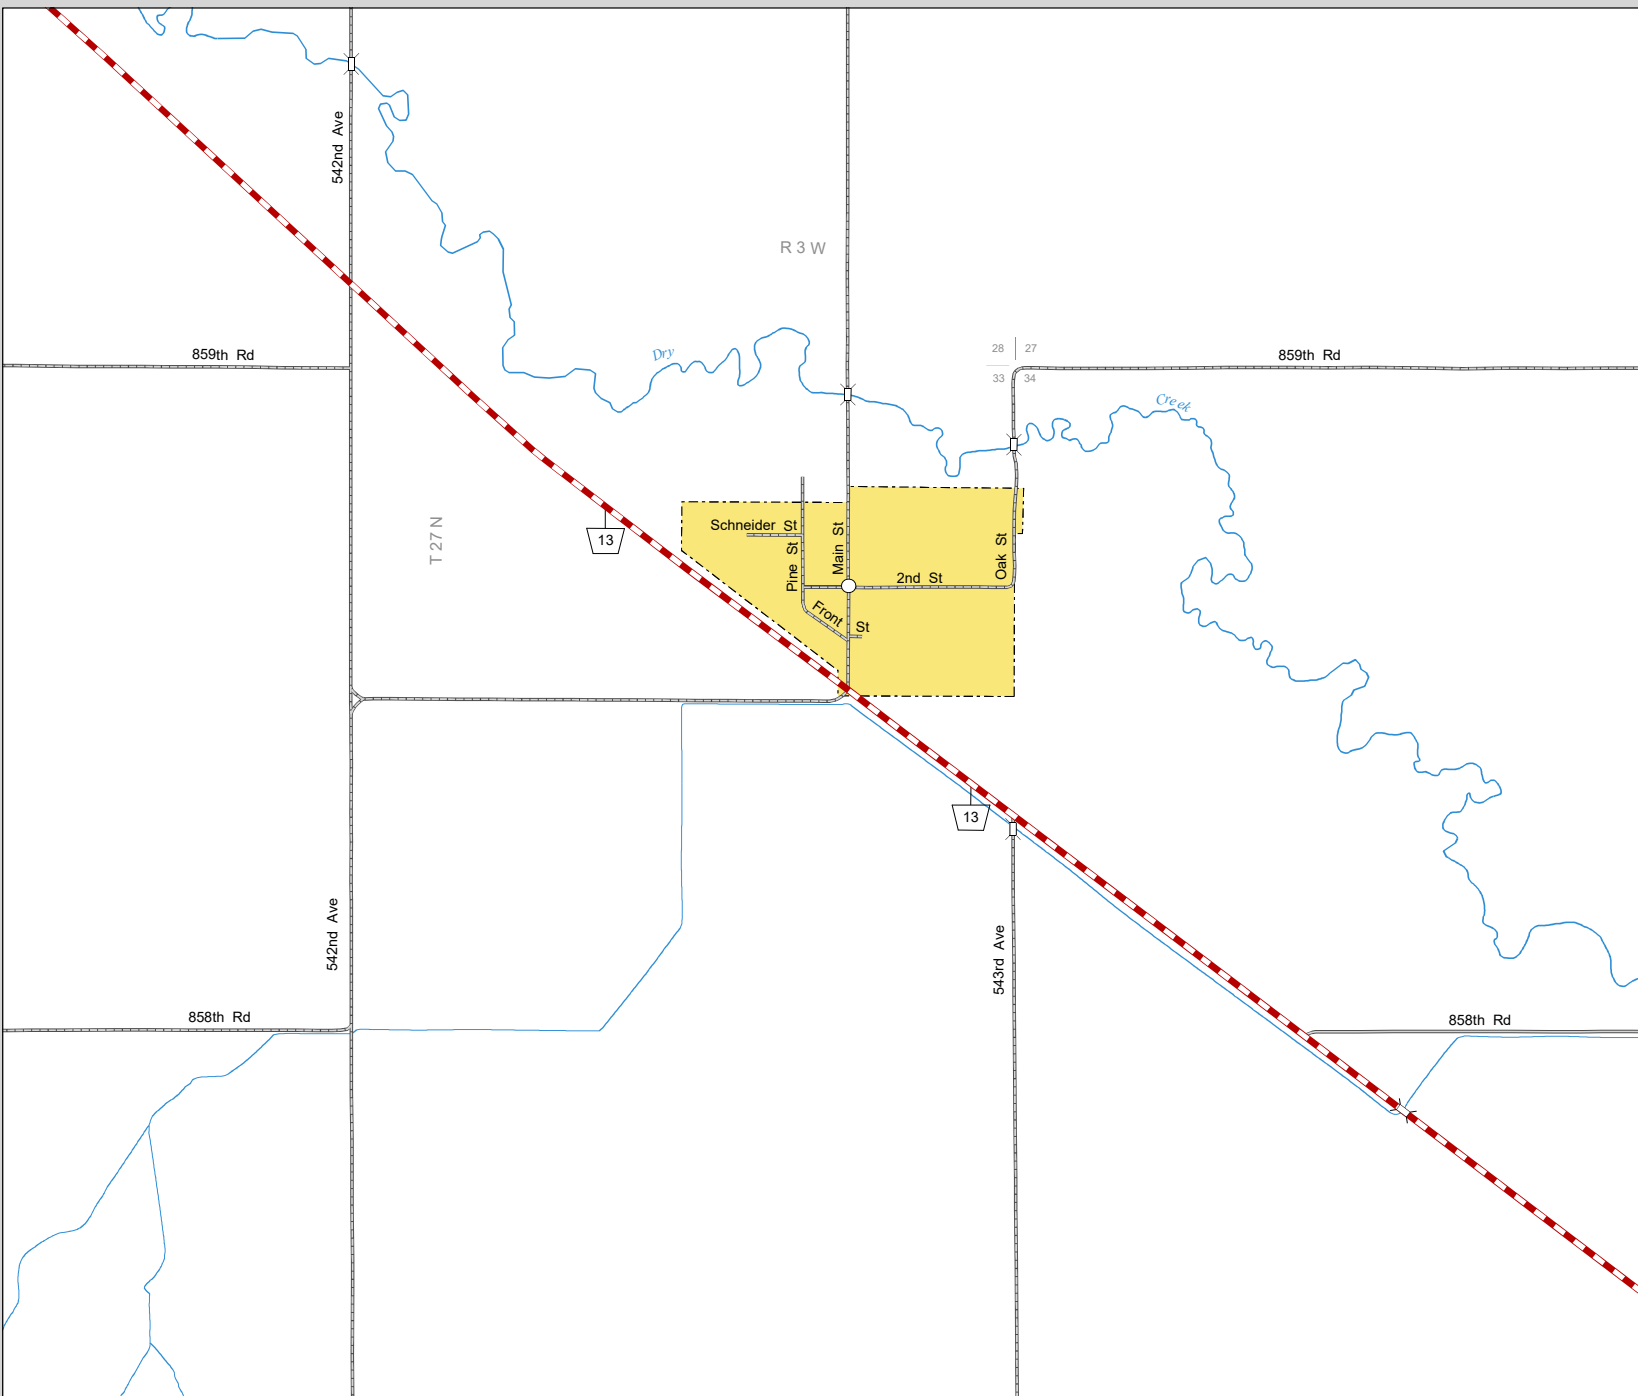 542nd Ave
R 3 W
859th Rd
Dry
28 27
33 34
859th Rd
Creek
T 27 N
13
Schneider St
Pine St
Main St
Oak St
2nd St
Front St
13
542nd Ave
543rd Ave
858th Rd
858th Rd